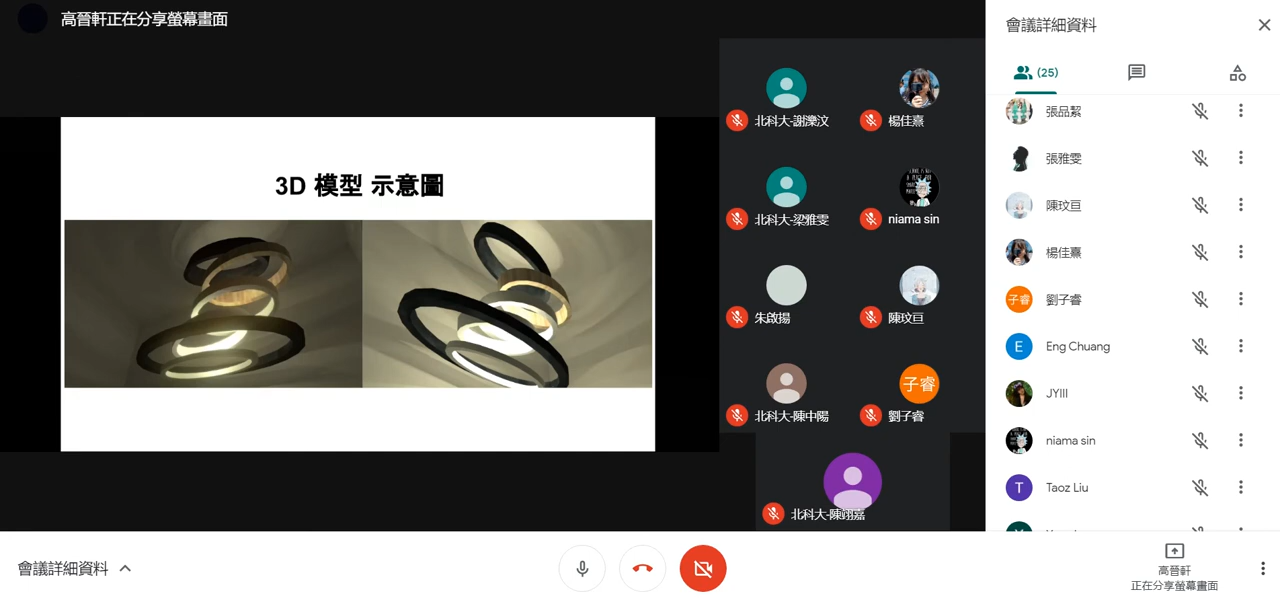 高晉軒正在分享螢幕畫面
3D 模型 示意圖
北科大-謝濼汶
楊佳熹
北科大-梁雅雯
niama sin
朱啟揚
陳玟亘
北科大-陳中陽
子睿
劉子睿
北科大-陳翊嘉
會議詳細資料
(25)
張品絜
張雅雯
陳玟亘
楊佳熹
子睿
劉子睿
E
Eng Chuang
JYIII
niama sin
T
Taoz Liu
會議詳細資料
高晉軒
正在分享螢幕畫面